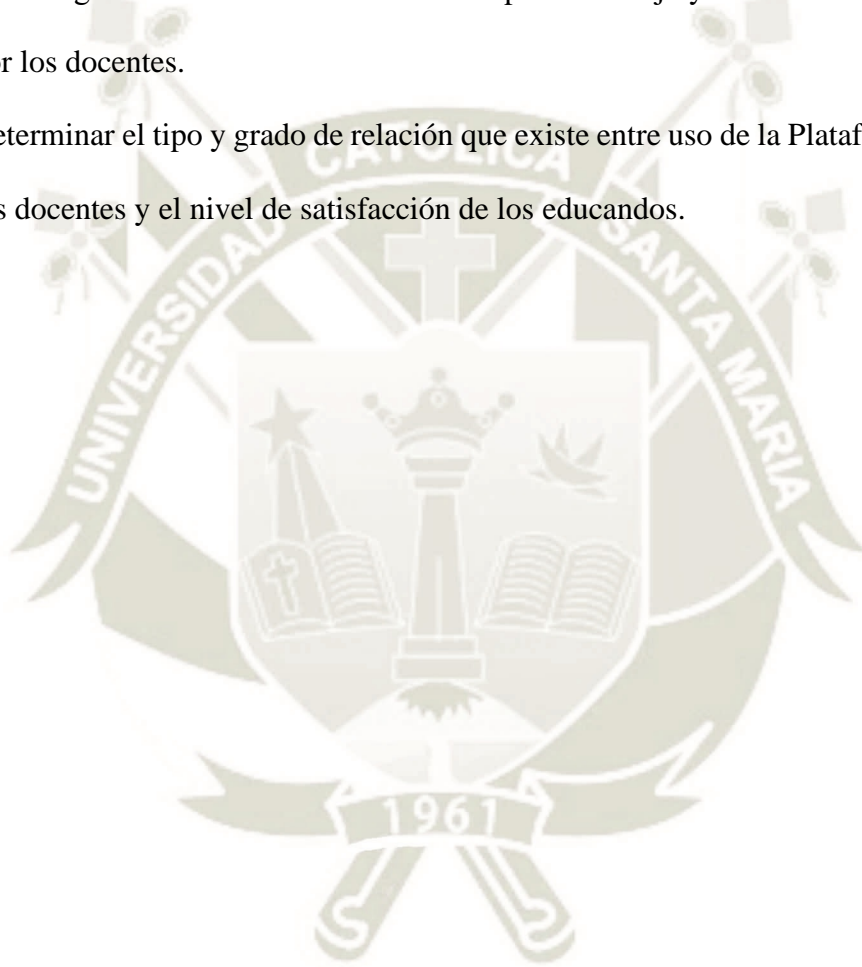 r los docentes.
eterminar el tipo y grado de relación que existe entre uso de la Plataf
s docentes y el nivel de satisfacción de los educandos.
UNIVERSIDAD CATOLICA SANTA MARIA
1961